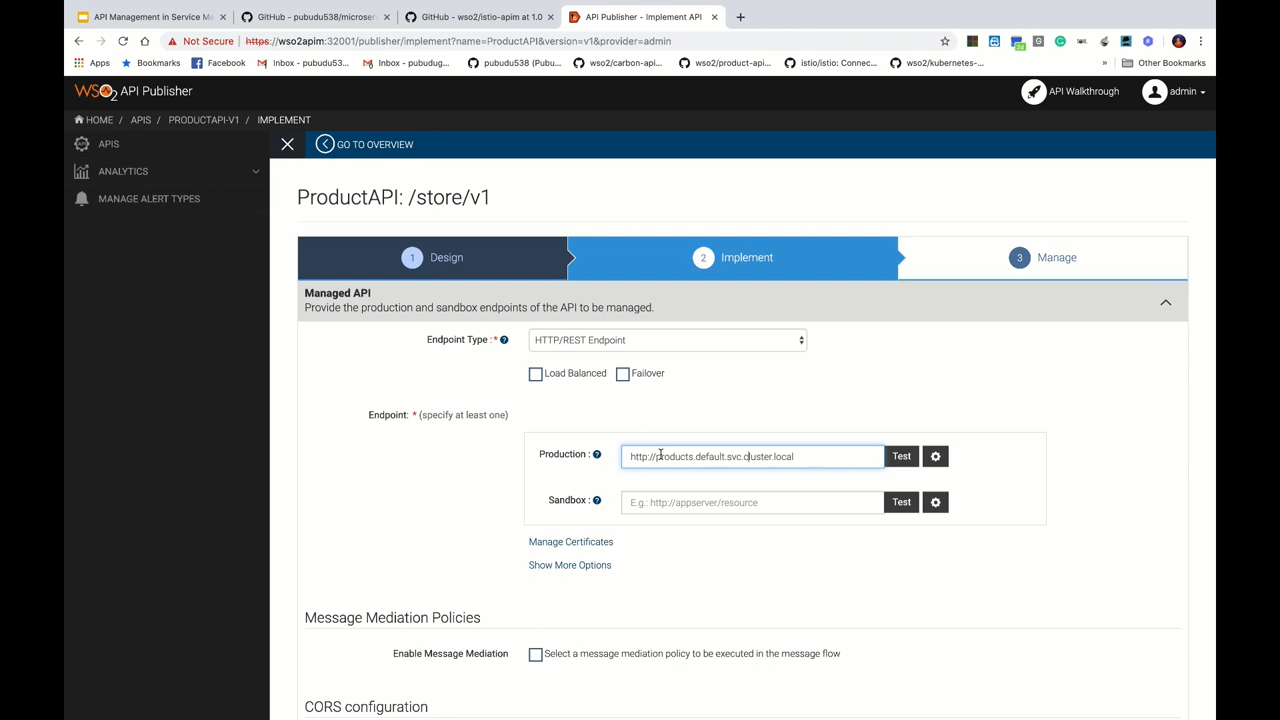 API Management in Service M
GitHub - pubudu538/microser
GitHub - wso2/istio-apim at 1.0
API Publisher - Implement API
Not Secure
https://wso2apim:32001/publisher/implement?name=ProductAPI&version=v1&provider=admin
Apps
Bookmarks
Facebook
Inbox - pubudu53...
Inbox - pubudug...
pubudu538 (Pubu...
wso2/carbon-api...
wso2/product-api...
istio/istio: Connec...
wso2/kubernetes-...
»
Other Bookmarks
WSO2 API Publisher
API Walkthrough
admin
HOME / APIS / PRODUCTAPI-V1 / IMPLEMENT
APIS
ANALYTICS
MANAGE ALERT TYPES
GO TO OVERVIEW
ProductAPI: /store/v1
1 Design
2 Implement
3 Manage
Managed API
Provide the production and sandbox endpoints of the API to be managed.
Endpoint Type : * ?
HTTP/REST Endpoint
Load Balanced
Failover
Endpoint: * (specify at least one)
Production : ?
http://products.default.svc.cluster.local
Test
Sandbox : ?
E.g.: http://appserver/resource
Test
Manage Certificates
Show More Options
Message Mediation Policies
Enable Message Mediation
Select a message mediation policy to be executed in the message flow
CORS configuration